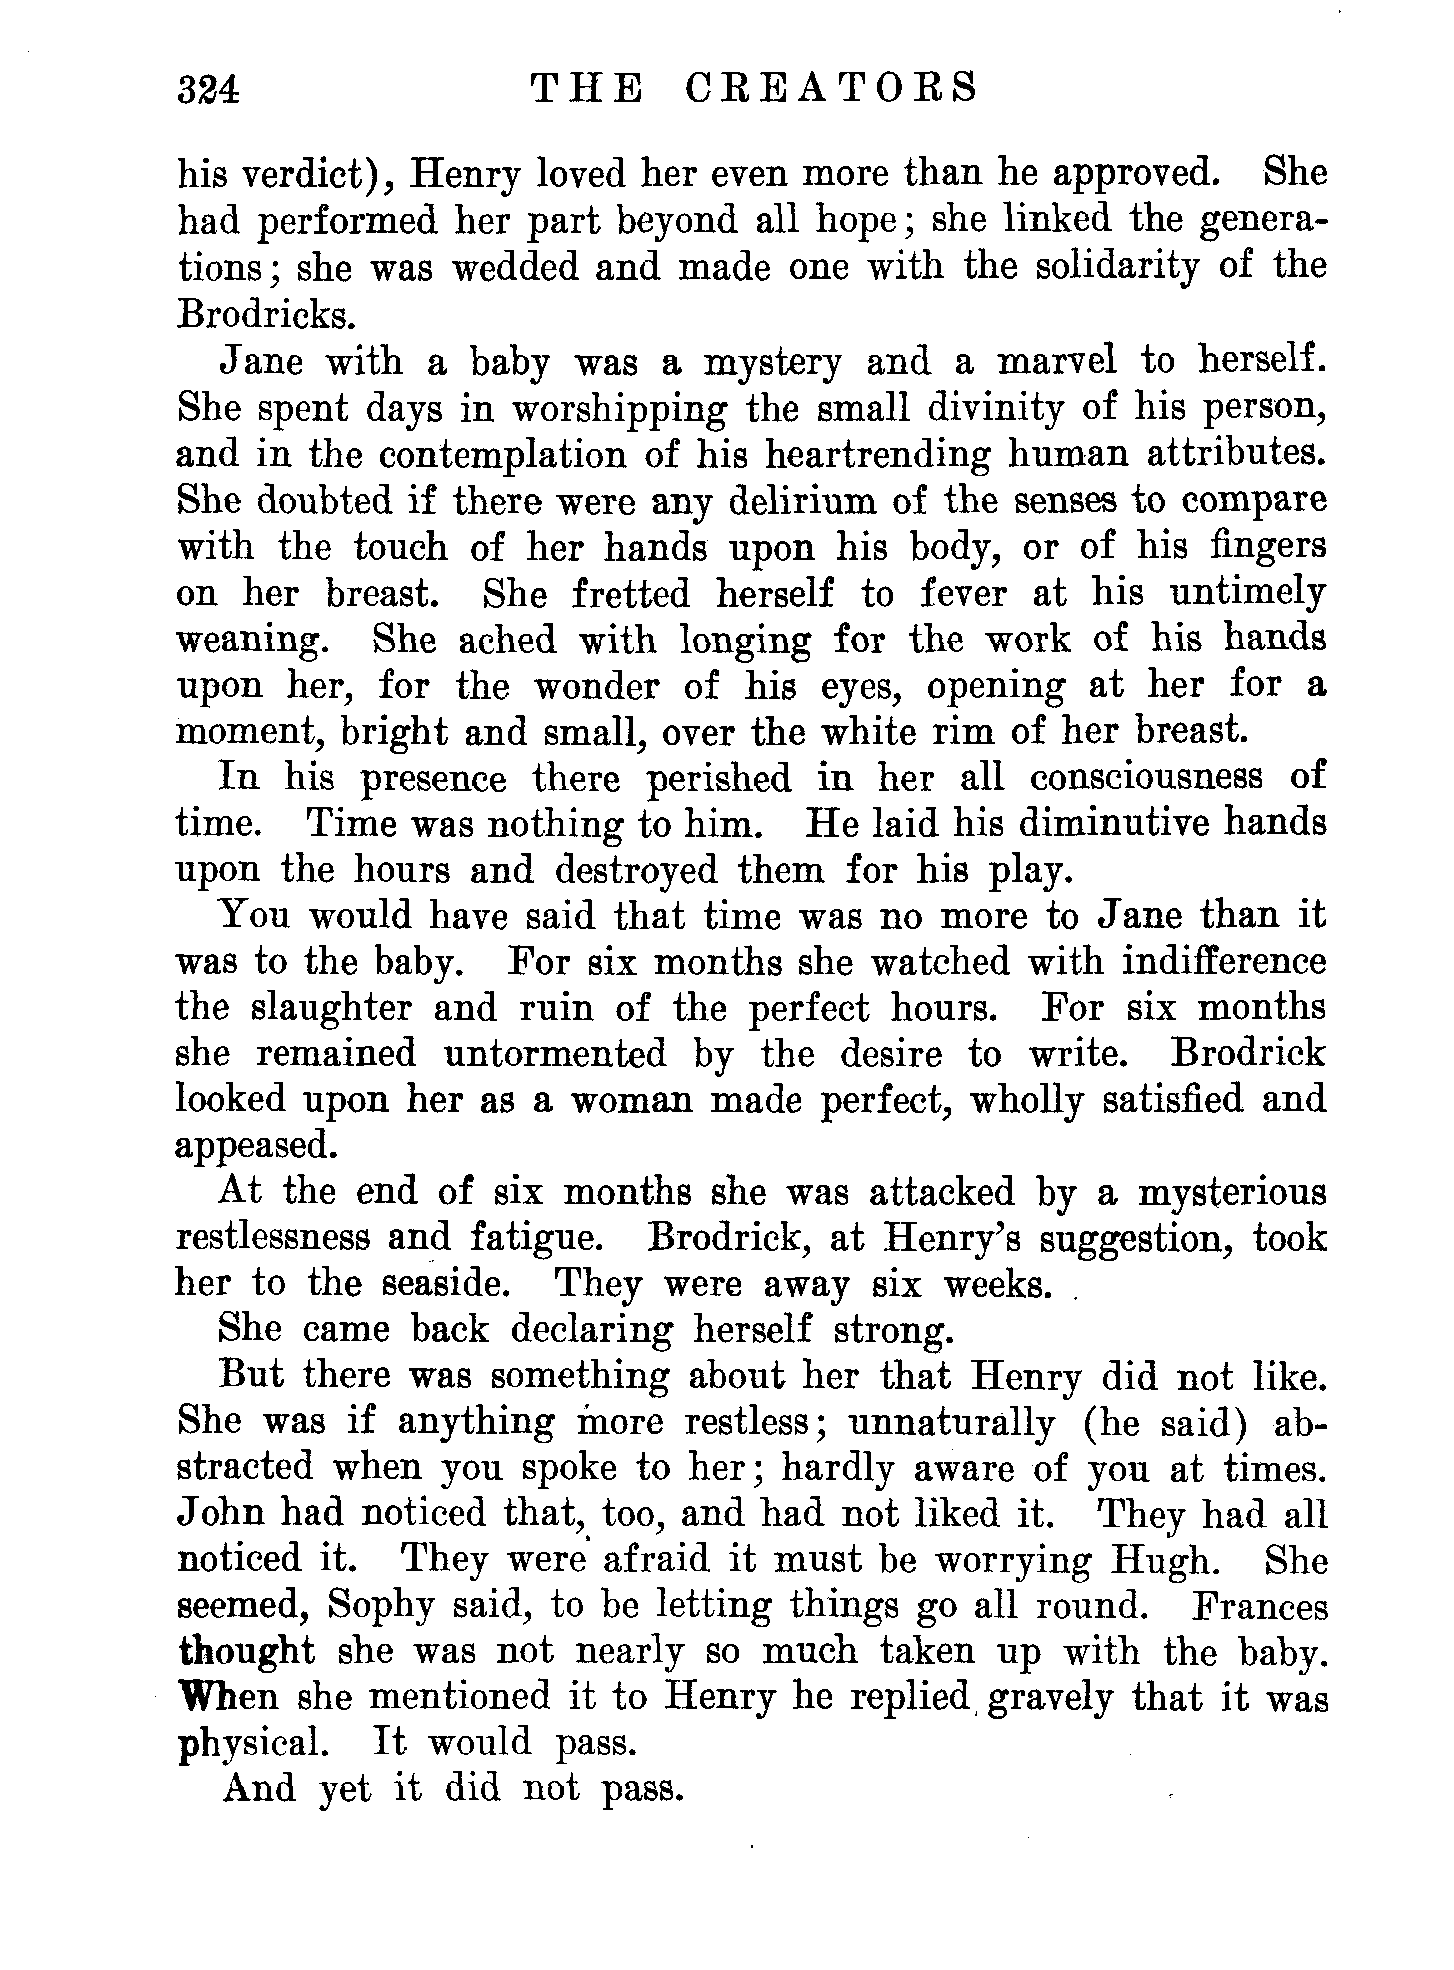 324 THE CREATORS
his verdict), Henry loved her even more than he approved. She
had performed her part beyond all hope; she linked the genera-
tions; she was wedded and made one with the solidarity of the
Brodricks.
Jane with a baby was a mystery and a marvel to herself.
She spent days in worshipping the small divinity of his person,
and in the contemplation of his heartrending human attributes.
She doubted if there were any delirium of the senses to compare
with the touch of her hands upon his body, or of his fingers
on her breast. She fretted herself to fever at his untimely
weaning. She ached with longing for the work of his hands
upon her, for the wonder of his eyes, opening at her for a
moment, bright and small, over the white rim of her breast.
In his presence there perished in her all consciousness of
time. Time was nothing to him. He laid his diminutive hands
upon the hours and destroyed them for his play.
You would have said that time was no more to Jane than it
was to the baby. For six months she watched with indifference
the slaughter and ruin of the perfect hours. For six months
she remained untormented by the desire to write. Brodrick
looked upon her as a woman made perfect, wholly satisfied and
appeased.
At the end of six months she was attacked by a mysterious
restlessness and fatigue. Brodrick, at Henry's suggestion, took
her to the seaside. They were away six weeks.
She came back declaring herself strong.
But there was something about her that Henry did not like.
She was if anything more restless; unnaturally (he said) ab-
stracted when you spoke to her; hardly aware of you at times.
John had noticed that, too, and had not liked it. They had all
noticed it. They were afraid it must be worrying Hugh. She
seemed, Sophy said, to be letting things go all round. Frances
thought she was not nearly so much taken up with the baby.
When she mentioned it to Henry he replied gravely that it was
physical. It would pass.
And yet it did not pass.